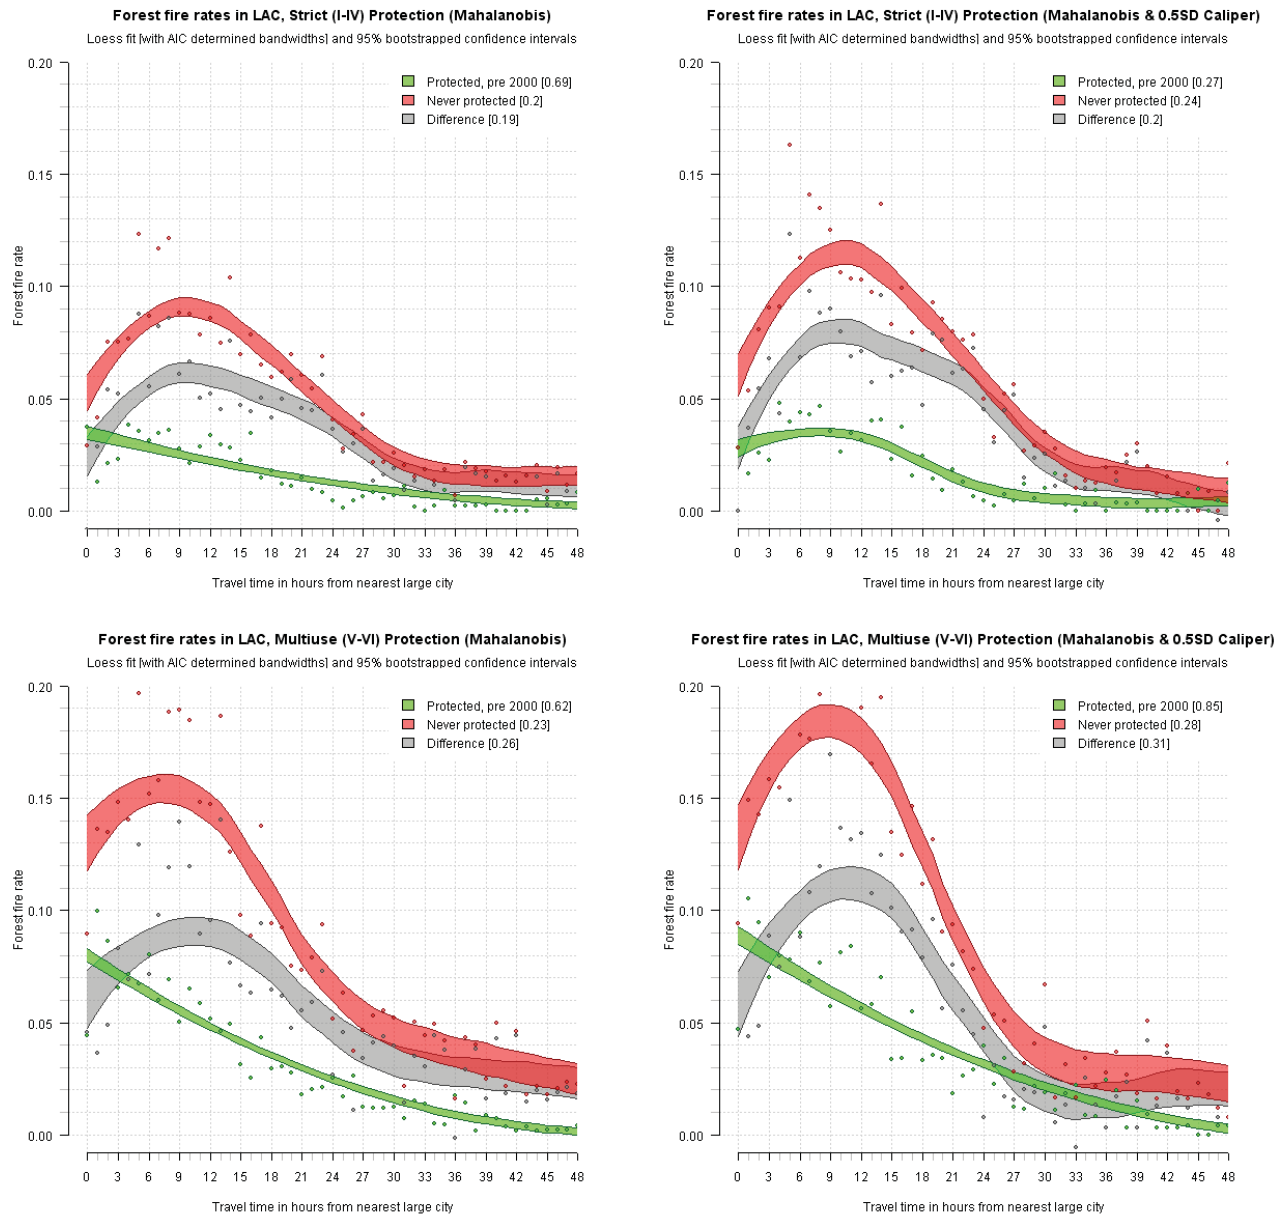 Forest fire rates in LAC, Strict (I-IV) Protection (Mahalanobis)
Loess fit [with AIC determined bandwidths] and 95% bootstrapped confidence intervals
0.20
0.15
0.10
0.05
0.00
Forest fire rate
Protected, pre 2000 [0.69]
Never protected [0.2]
Difference [0.19]
0 3 6 9 12 15 18 21 24 27 30 33 36 39 42 45 48
Travel time in hours from nearest large city
Forest fire rates in LAC, Strict (I-IV) Protection (Mahalanobis & 0.5SD Caliper)
Loess fit [with AIC determined bandwidths] and 95% bootstrapped confidence intervals
0.20
0.15
0.10
0.05
0.00
Forest fire rate
Protected, pre 2000 [0.27]
Never protected [0.24]
Difference [0.2]
0 3 6 9 12 15 18 21 24 27 30 33 36 39 42 45 48
Travel time in hours from nearest large city
Forest fire rates in LAC, Multiuse (V-VI) Protection (Mahalanobis)
Loess fit [with AIC determined bandwidths] and 95% bootstrapped confidence intervals
0.20
0.15
0.10
0.05
0.00
Forest fire rate
Protected, pre 2000 [0.62]
Never protected [0.23]
Difference [0.26]
0 3 6 9 12 15 18 21 24 27 30 33 36 39 42 45 48
Travel time in hours from nearest large city
Forest fire rates in LAC, Multiuse (V-VI) Protection (Mahalanobis & 0.5SD Caliper)
Loess fit [with AIC determined bandwidths] and 95% bootstrapped confidence intervals
0.20
0.15
0.10
0.05
0.00
Forest fire rate
Protected, pre 2000 [0.85]
Never protected [0.28]
Difference [0.31]
0 3 6 9 12 15 18 21 24 27 30 33 36 39 42 45 48
Travel time in hours from nearest large city